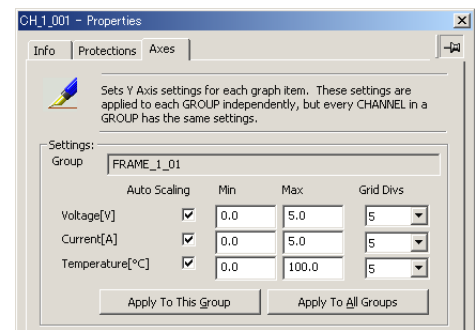 CH_1_001 - Properties
Info Protections Axes
Sets Y Axis settings for each graph item. These settings are
applied to each GROUP independently, but every CHANNEL in a
GROUP has the same settings.
Settings:
Group FRAME_1_01
Auto Scaling Min Max Grid Divs
Voltage[V] 0.0 5.0 5
Current[A] 0.0 5.0 5
Temperature[°C] 0.0 100.0 5
Apply To This Group Apply To All Groups